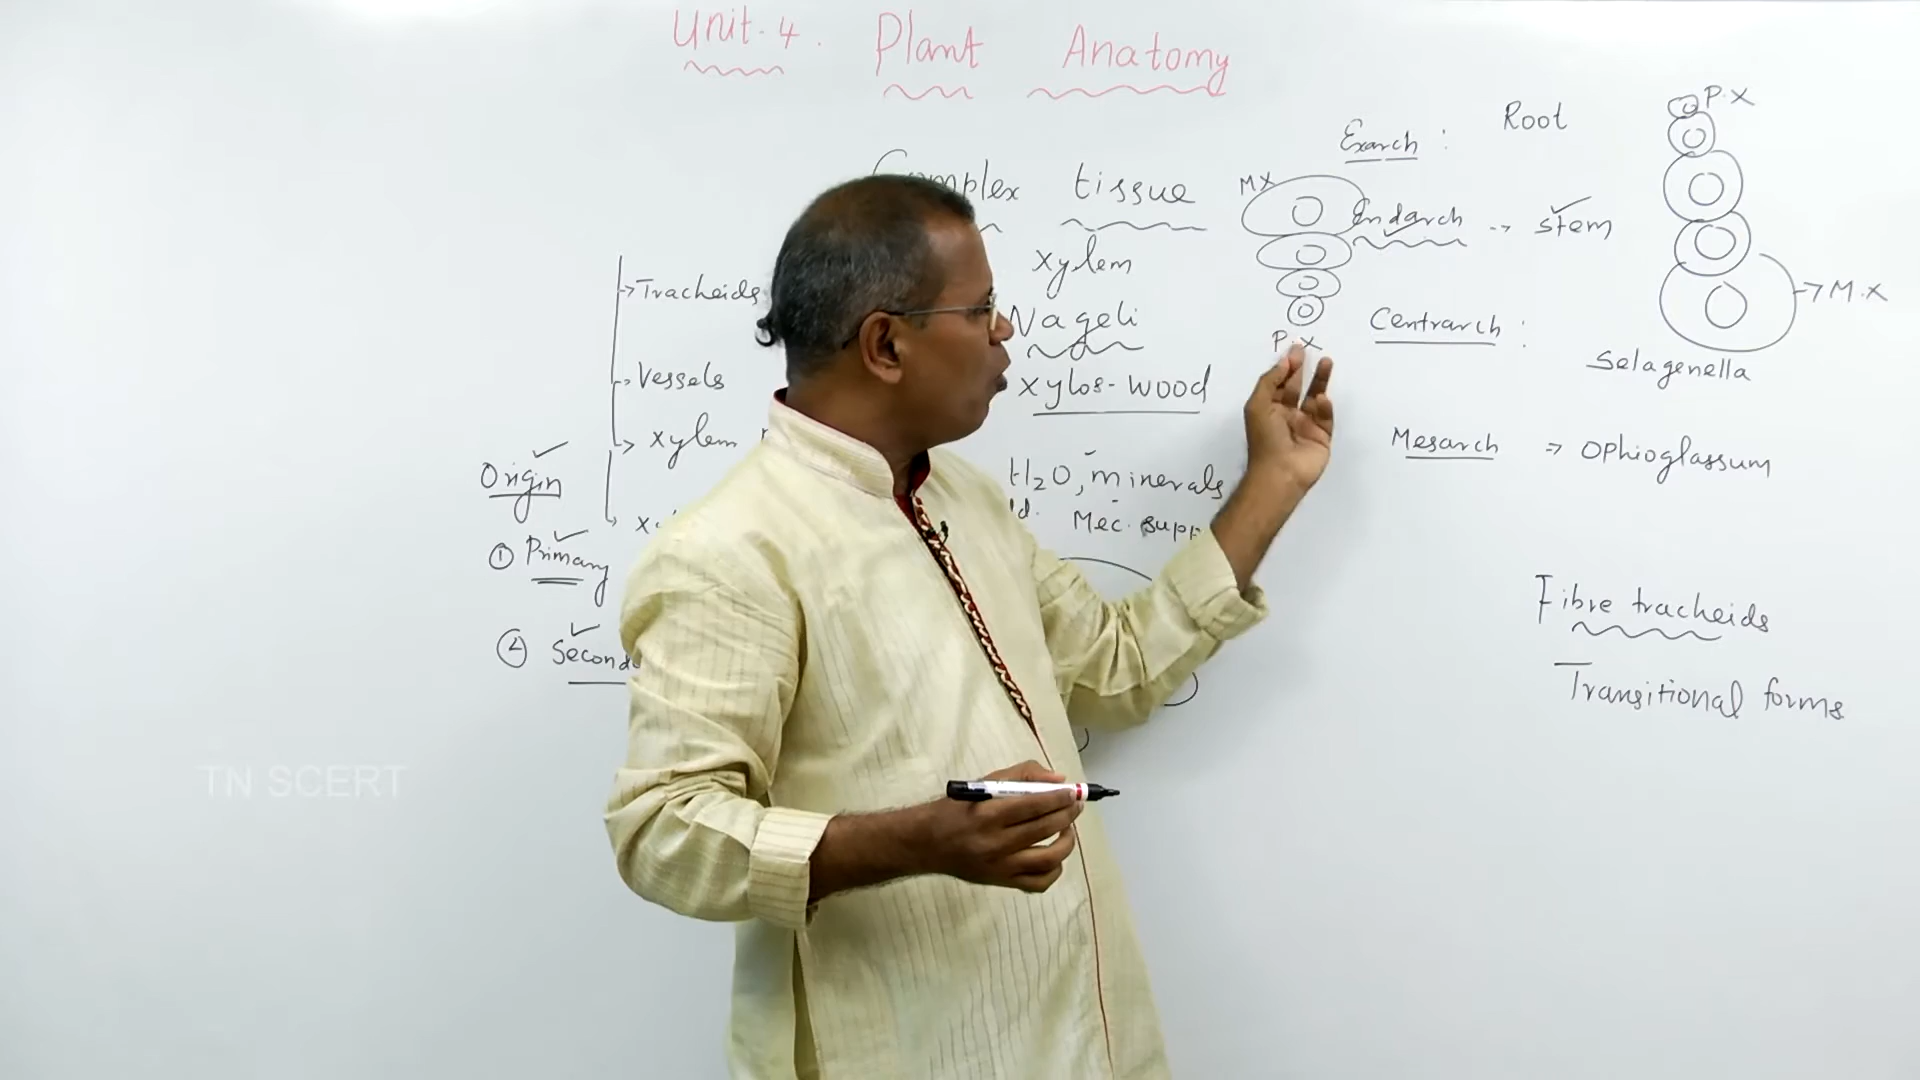 Unit. 4. Plant Anatomy
Complex tissue
xylem
Nageli
xylos-wood
H2O, minerals
Mec. supp
Tracheids
Vessels
xylem
Origin
① Primary
② Second
Exarch : Root
MX
Endarch -> stem
P.X
Centrarch : Selagenella
Mesarch => Ophioglassum
P.X
M.X
Fibre tracheids
Transitional forms
TN SCERT